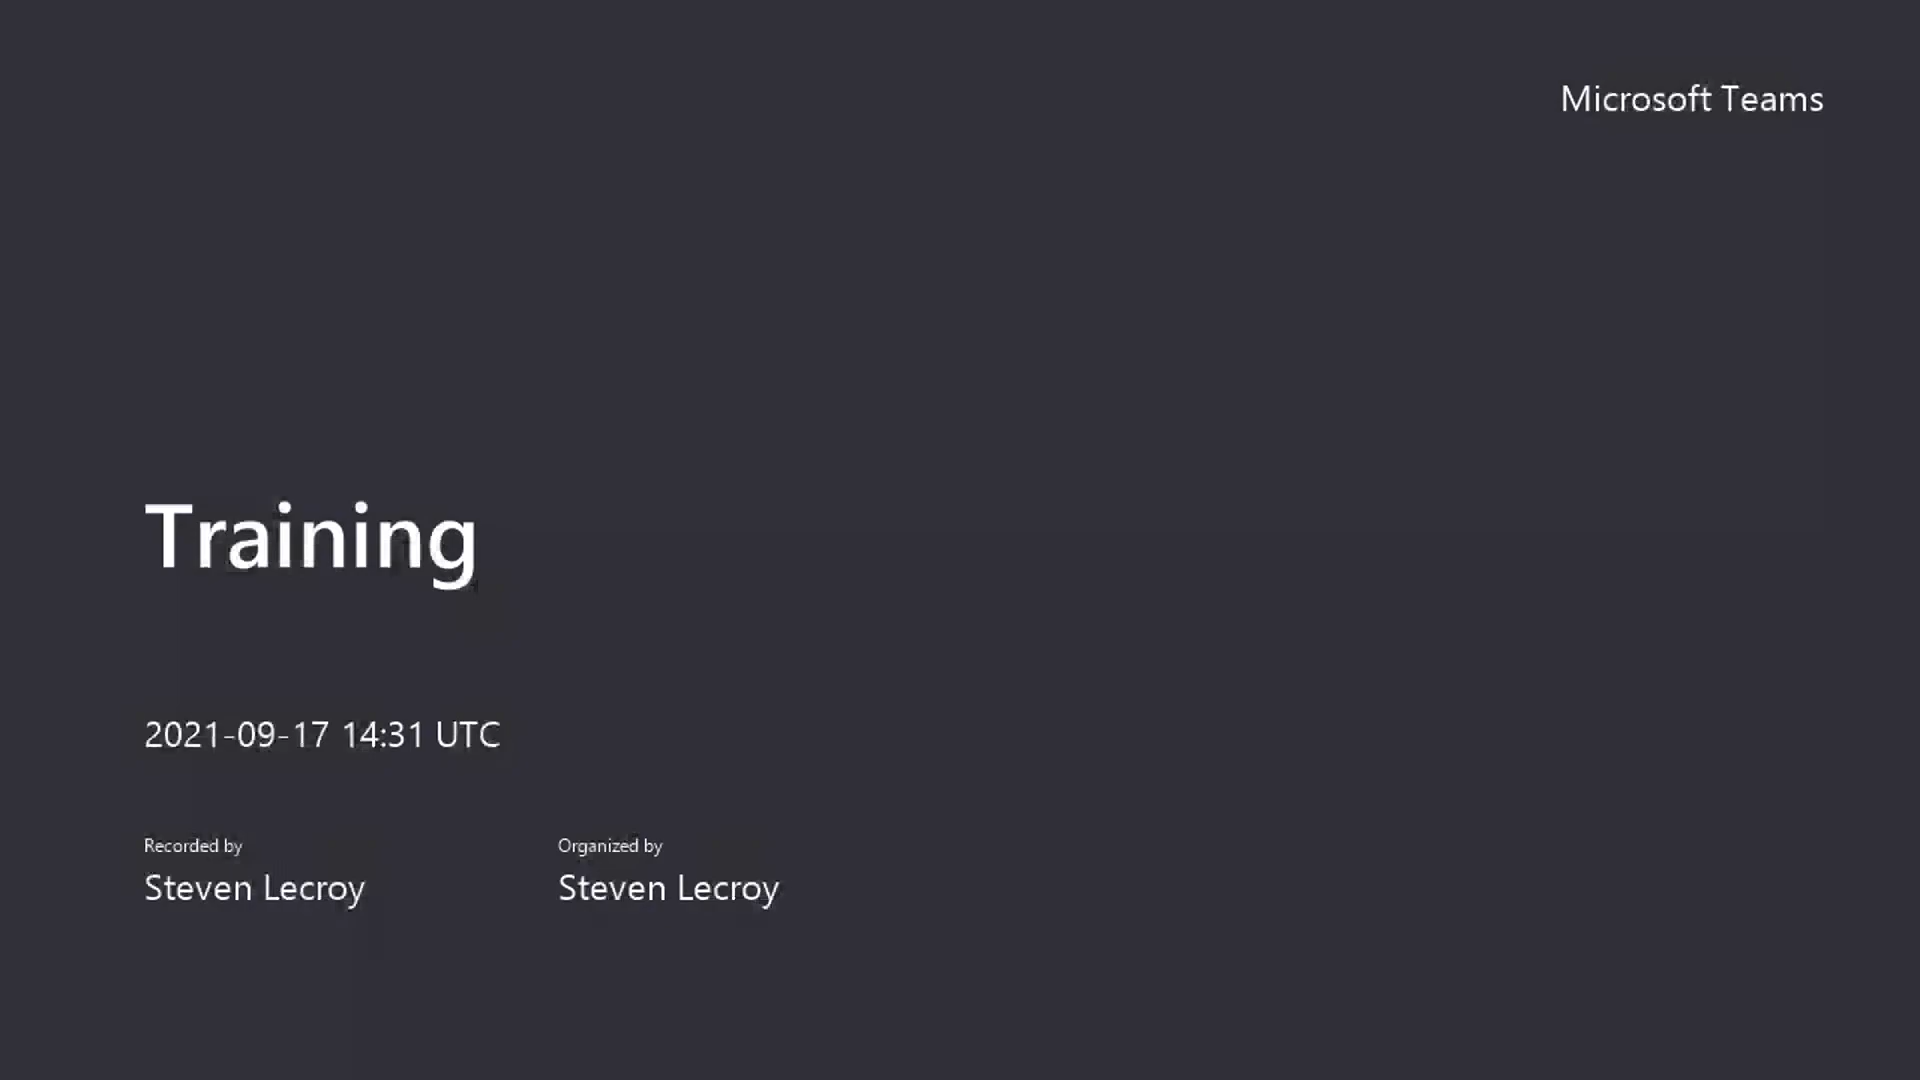 Microsoft Teams
Training
2021-09-17 14:31 UTC
Recorded by
Organized by
Steven Lecroy
Steven Lecroy